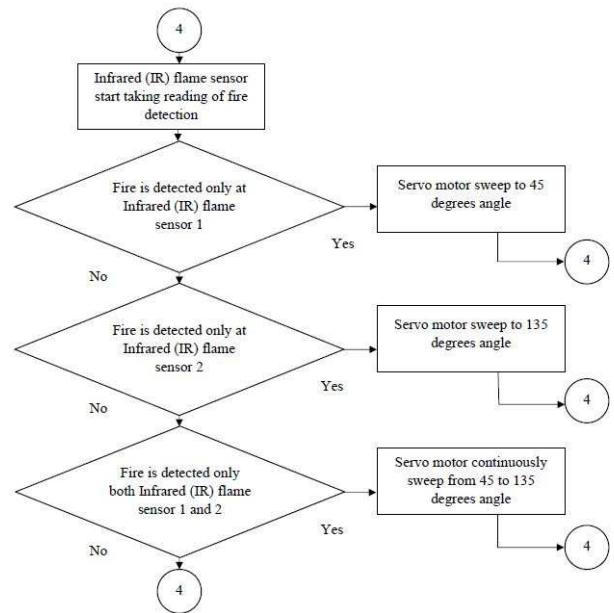 4
Infrared (IR) flame sensor
start taking reading of fire
detection
Fire is detected only at
Infrared (IR) flame
sensor 1
Yes
No
Servo motor sweep to 45
degrees angle
4
Fire is detected only at
Infrared (IR) flame
sensor 2
Yes
No
Servo motor sweep to 135
degrees angle
4
Fire is detected only
both Infrared (IR) flame
sensor 1 and 2
Yes
No
Servo motor continuously
sweep from 45 to 135
degrees angle
4
4